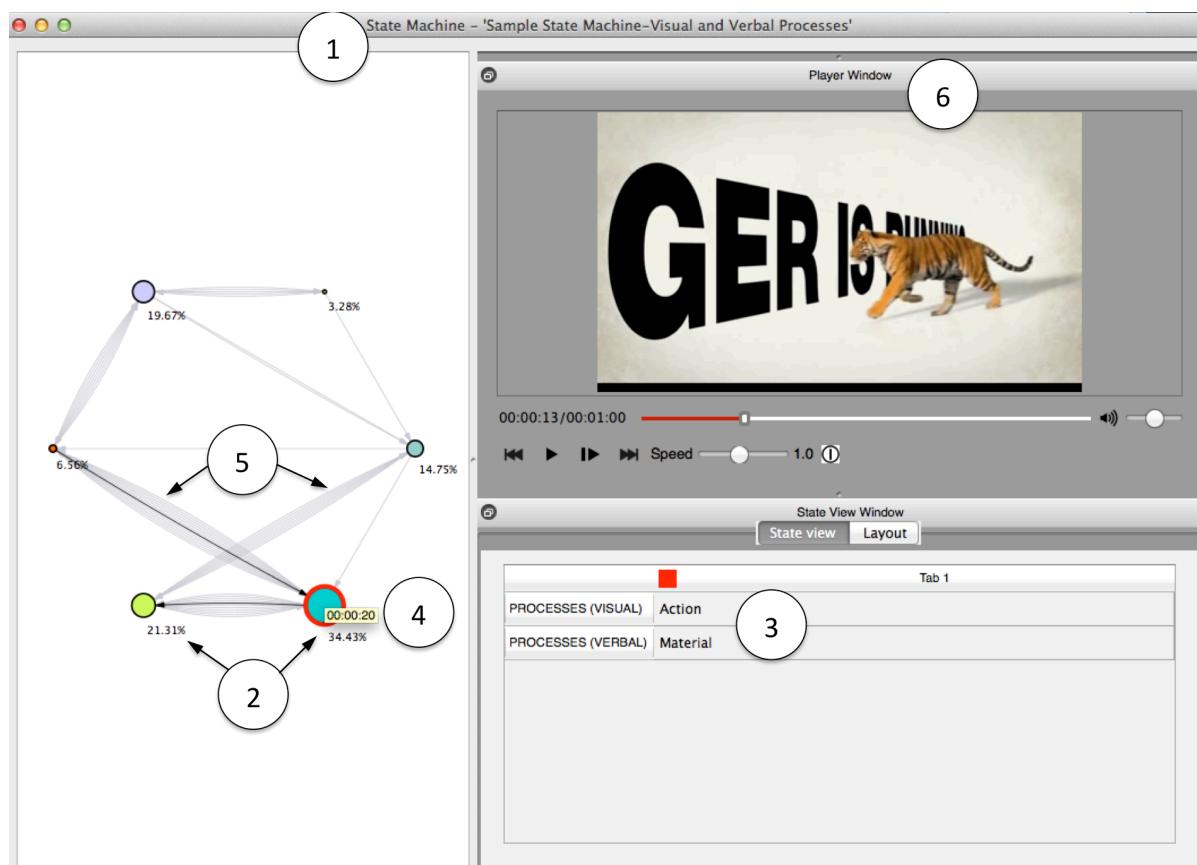 State Machine – 'Sample State Machine-Visual and Verbal Processes'
1
Player Window
6
GER IS RUNNING
19.67%
3.28%
00:00:13/00:01:00
Speed
1.0
6.56%
5
14.75%
State View Window
State view
Layout
Tab 1
PROCESSES (VISUAL)
Action
3
PROCESSES (VERBAL)
Material
00:00:20
4
21.31%
34.43%
2